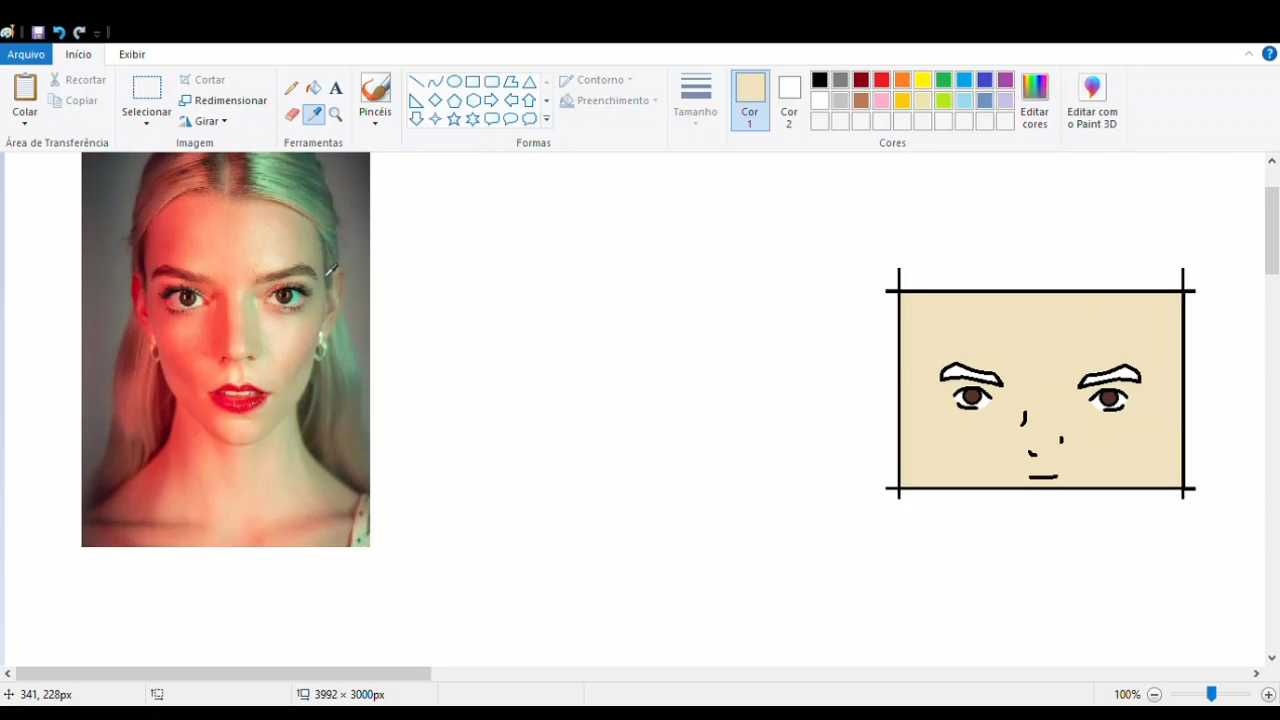 Arquivo Início Exibir
Colar
Recortar
Copiar
Área de Transferência
Selecionar
Cortar
Redimensionar
Girar
Imagem
Ferramentas
Pincéis
Contorno
Preenchimento
Formas
Tamanho
Cor
1
Cor
2
Editar
cores
Cores
Editar com
o Paint 3D
341, 228px
3992 × 3000px
100%